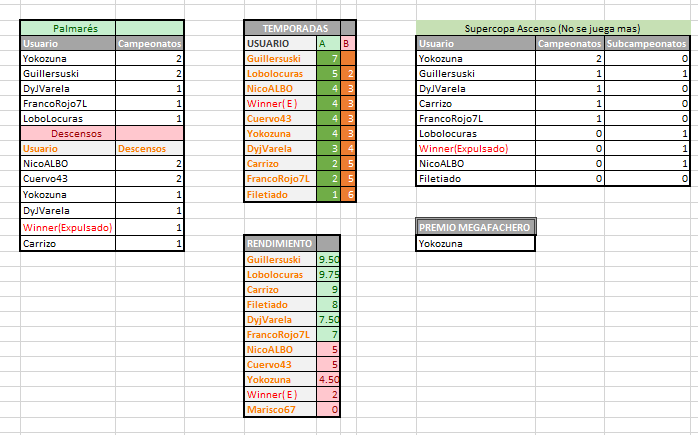 Palmarés
Usuario Campeonatos
Yokozuna 2
Guillersuski 2
DyJVarela 1
FrancoRojo7L 1
LoboLocuras 1
Descensos
Usuario Descensos
NicoALBO 2
Cuervo43 2
Yokozuna 1
DyJVarela 1
Winner(Expulsado) 1
Carrizo 1
TEMPORADAS
USUARIO A B
Guillersuski 7
Lobolocuras 5 2
NicoALBO 4 3
Winner( E ) 4 3
Cuervo43 4 3
Yokozuna 4 3
DyjVarela 3 4
Carrizo 2 5
FrancoRojo7L 2 5
Filetiado 1 6
RENDIMIENTO
Guillersuski 9.50
Lobolocuras 9.75
Carrizo 9
Filetiado 8
DyjVarela 7.50
FrancoRojo7L 7
NicoALBO 5
Cuervo43 5
Yokozuna 4.50
Winner( E ) 2
Marisco67 0
Supercopa Ascenso (No se juega mas)
Usuario Campeonatos Subcampeonatos
Yokozuna 2 0
Guillersuski 1 1
DyJVarela 1 0
Carrizo 1 0
FrancoRojo7L 1 0
Lobolocuras 0 1
Winner(Expulsado) 0 1
NicoALBO 0 1
Filetiado 0 0
PREMIO MEGAFACHERO
Yokozuna